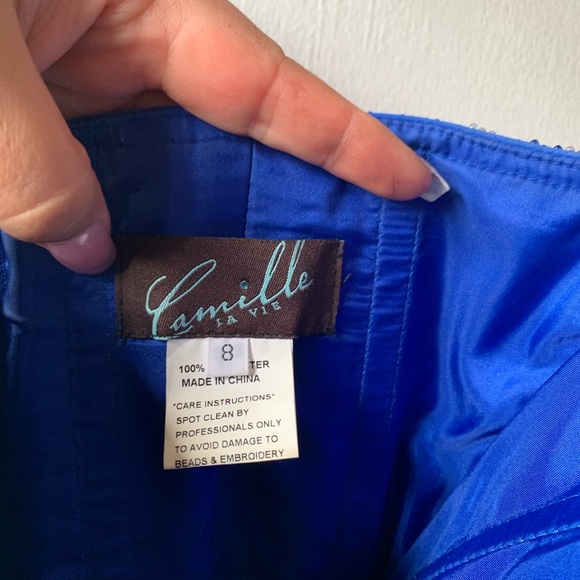 Camille
LA VIE
8
100% TER
MADE IN CHINA
"CARE INSTRUCTIONS"
SPOT CLEAN BY
PROFESSIONALS ONLY
TO AVOID DAMAGE TO
BEADS & EMBROIDERY